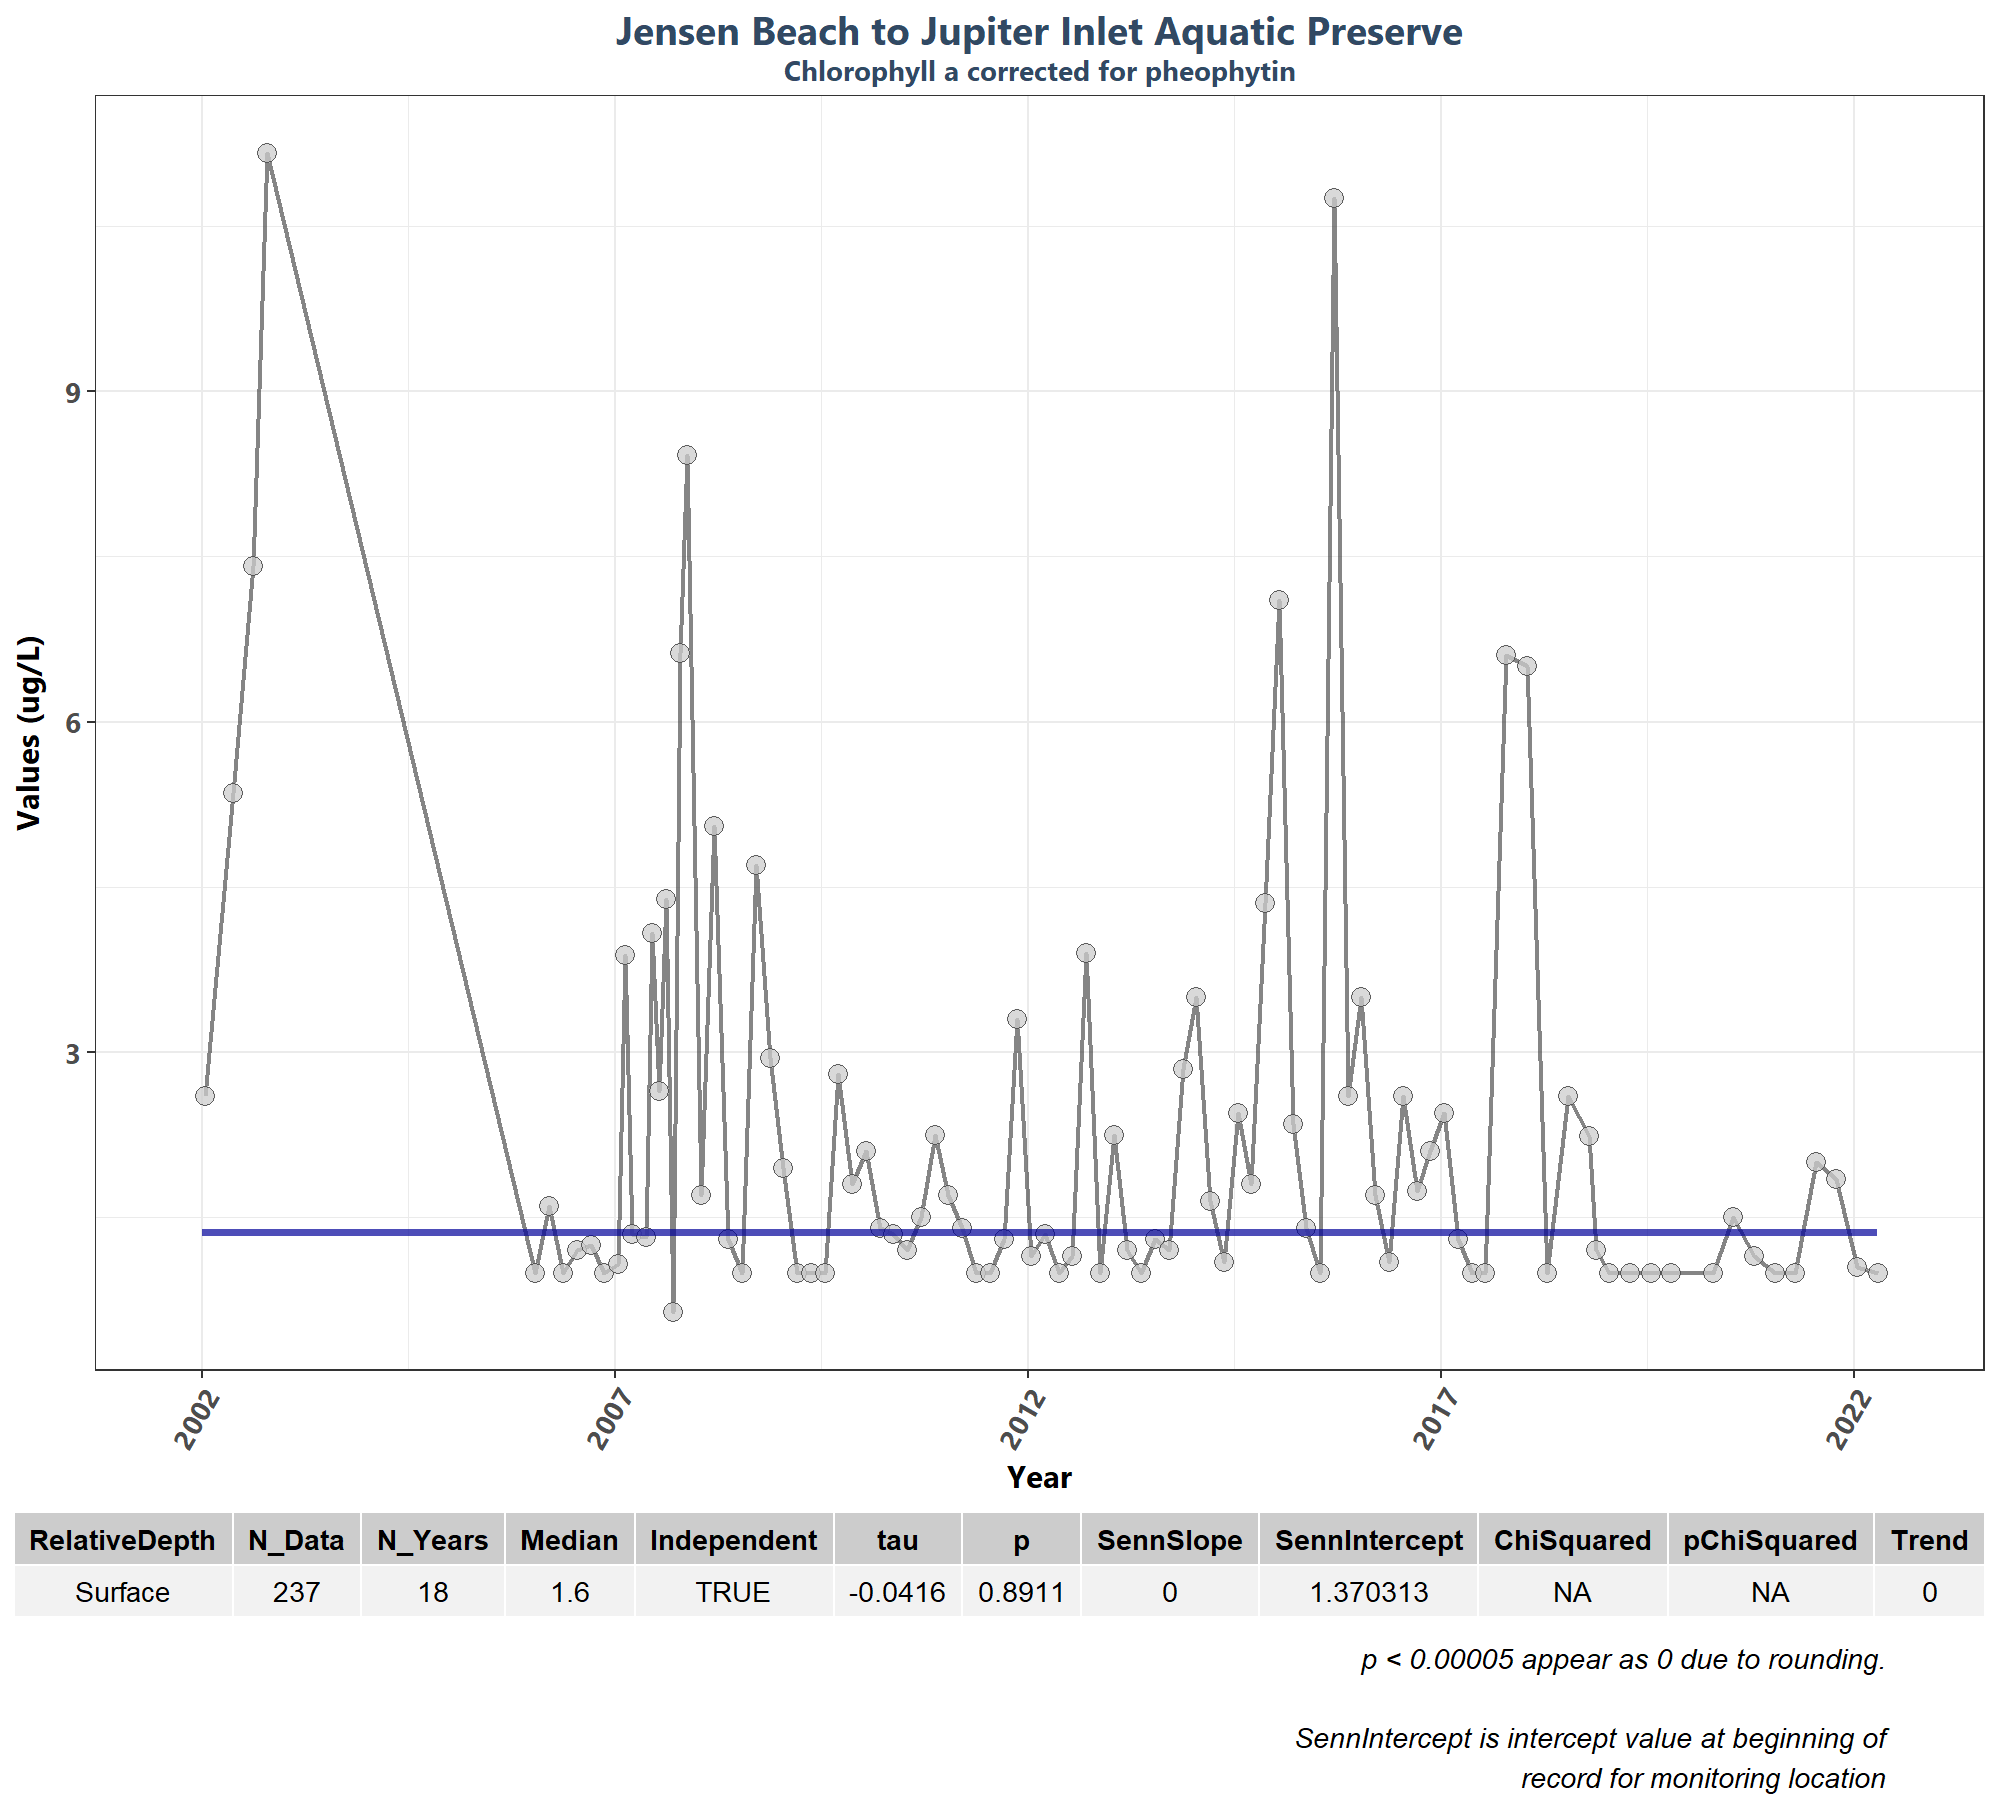 Jensen Beach to Jupiter Inlet Aquatic Preserve
Chlorophyll a corrected for pheophytin
Values (ug/L)
9
6
3
2002 2007 2012 2017 2022
Year
RelativeDepth N_Data N_Years Median Independent tau p SennSlope SennIntercept ChiSquared pChiSquared Trend
Surface 237 18 1.6 TRUE -0.0416 0.8911 0 1.370313 NA NA 0
p < 0.00005 appear as 0 due to rounding.
SennIntercept is intercept value at beginning of
record for monitoring location